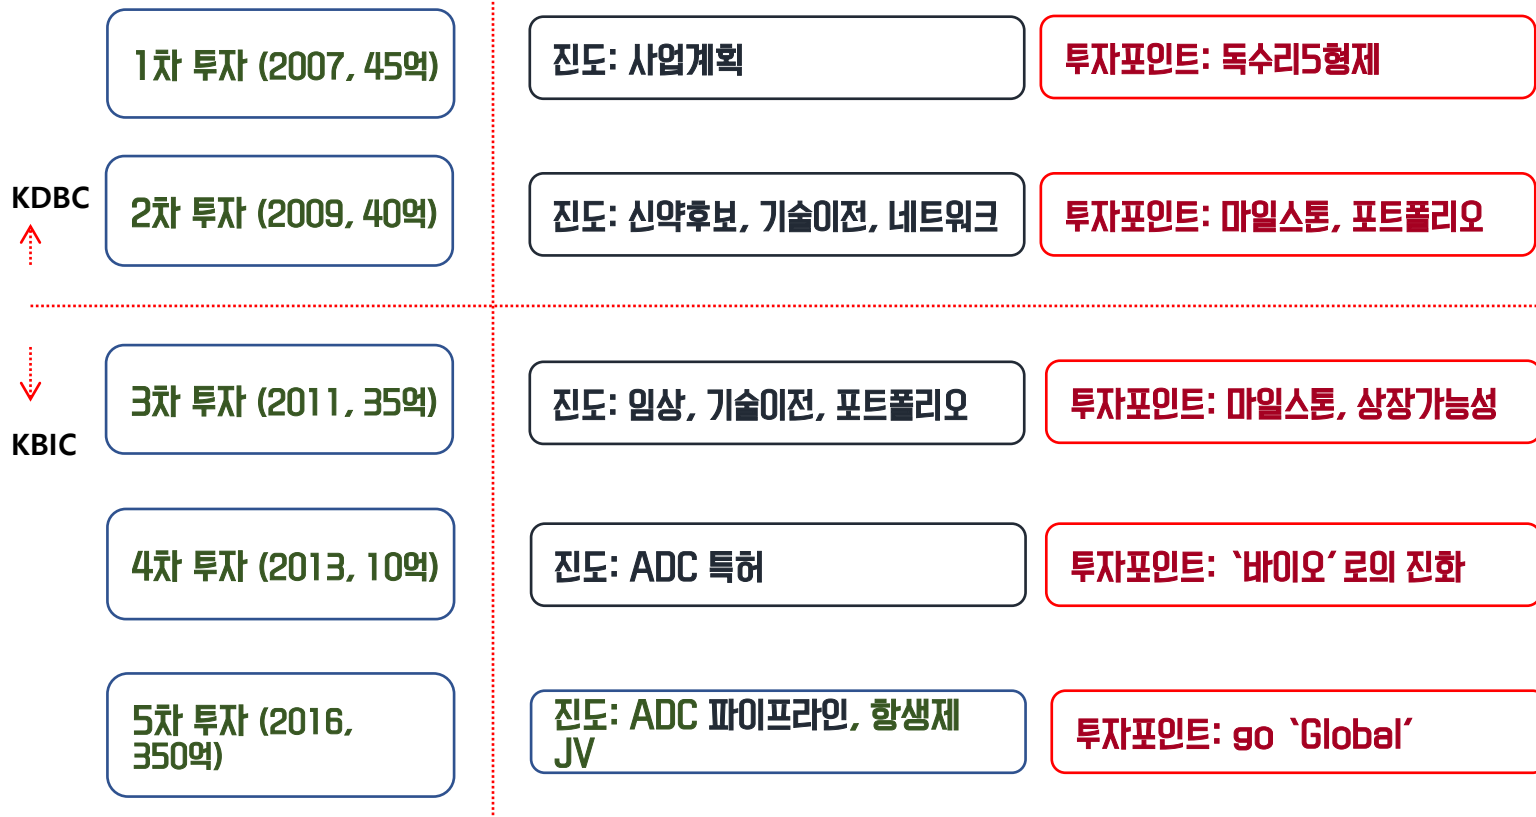 1차 투자 (2007, 45억)
진도: 사업계획
투자포인트: 독수리5형제
KDBC
2차 투자 (2009, 40억)
진도: 신약후보, 기술이전, 네트워크
투자포인트: 마일스톤, 포트폴리오
3차 투자 (2011, 35억)
진도: 임상, 기술이전, 포트폴리오
투자포인트: 마일스톤, 상장가능성
KBIC
4차 투자 (2013, 10억)
진도: ADC 특허
투자포인트: ‘바이오’로의 진화
5차 투자 (2016,
350억)
진도: ADC 파이프라인, 항생제
JV
투자포인트: go ‘Global’